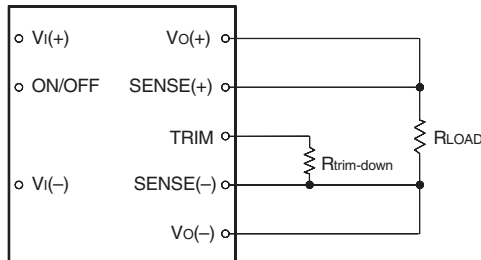 VI(+) VO(+)
ON/OFF SENSE(+)
TRIM
RLOAD
Rtrim-down
VI(–) SENSE(–)
VO(–)